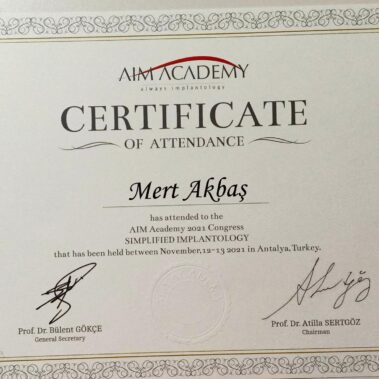 AIM ACADEMY
always implantology
CERTIFICATE
OF ATTENDANCE
Mert Akbaş
has attended to the
AIM Academy 2021 Congress
SIMPLIFIED IMPLANTOLOGY
that has been held between November,12-13 2021 in Antalya, Turkey.
Prof. Dr. Bülent GÖKÇE
General Secretary
Prof. Dr. Atilla SERTGÖZ
Chairman